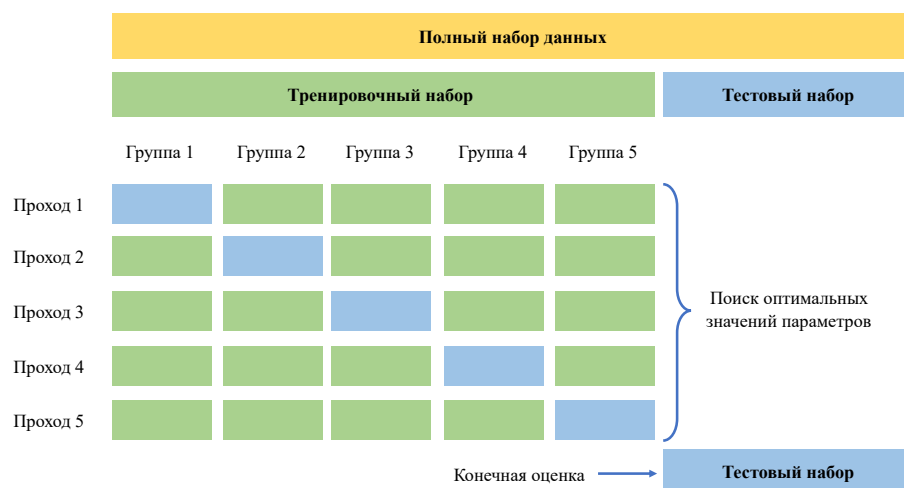 Полный набор данных
Тренировочный набор
Тестовый набор
Группа 1
Группа 2
Группа 3
Группа 4
Группа 5
Проход 1
Проход 2
Проход 3
Проход 4
Проход 5
Поиск оптимальных
значений параметров
Конечная оценка
Тестовый набор